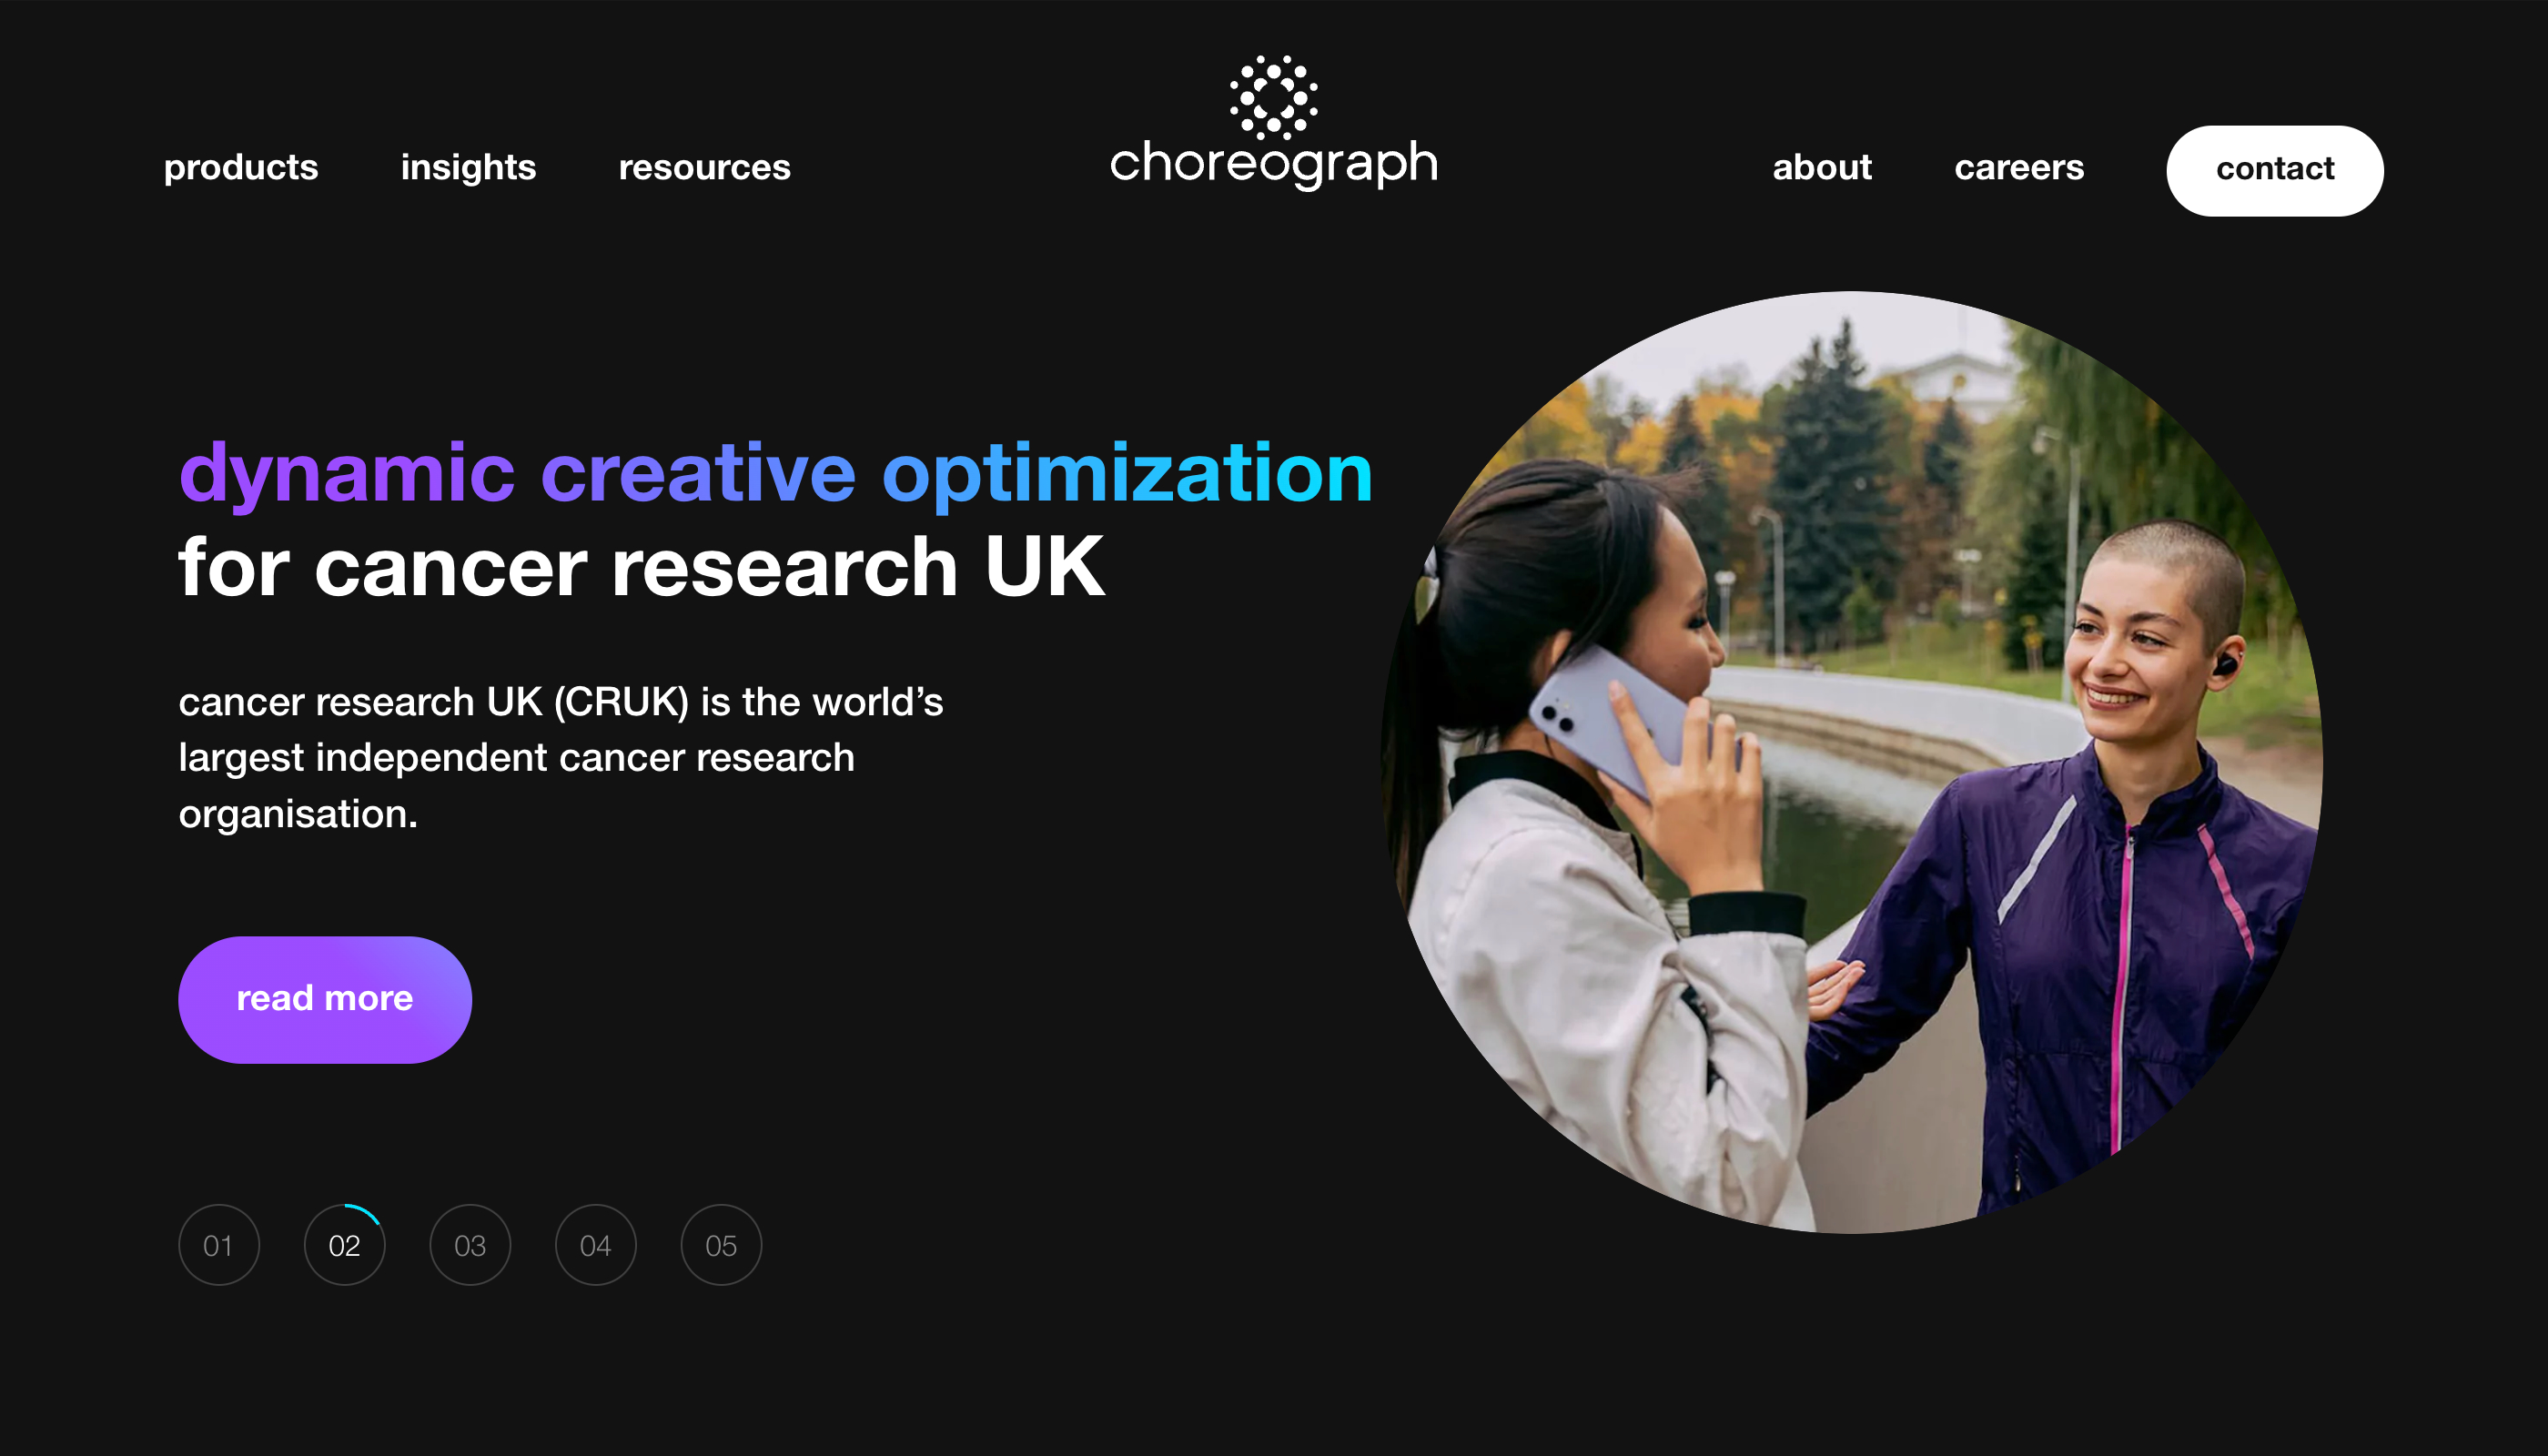 products
insights
resources
choreograph
about
careers
contact
dynamic creative optimization
for cancer research UK
cancer research UK (CRUK) is the world’s
largest independent cancer research
organisation.
read more
01
02
03
04
05